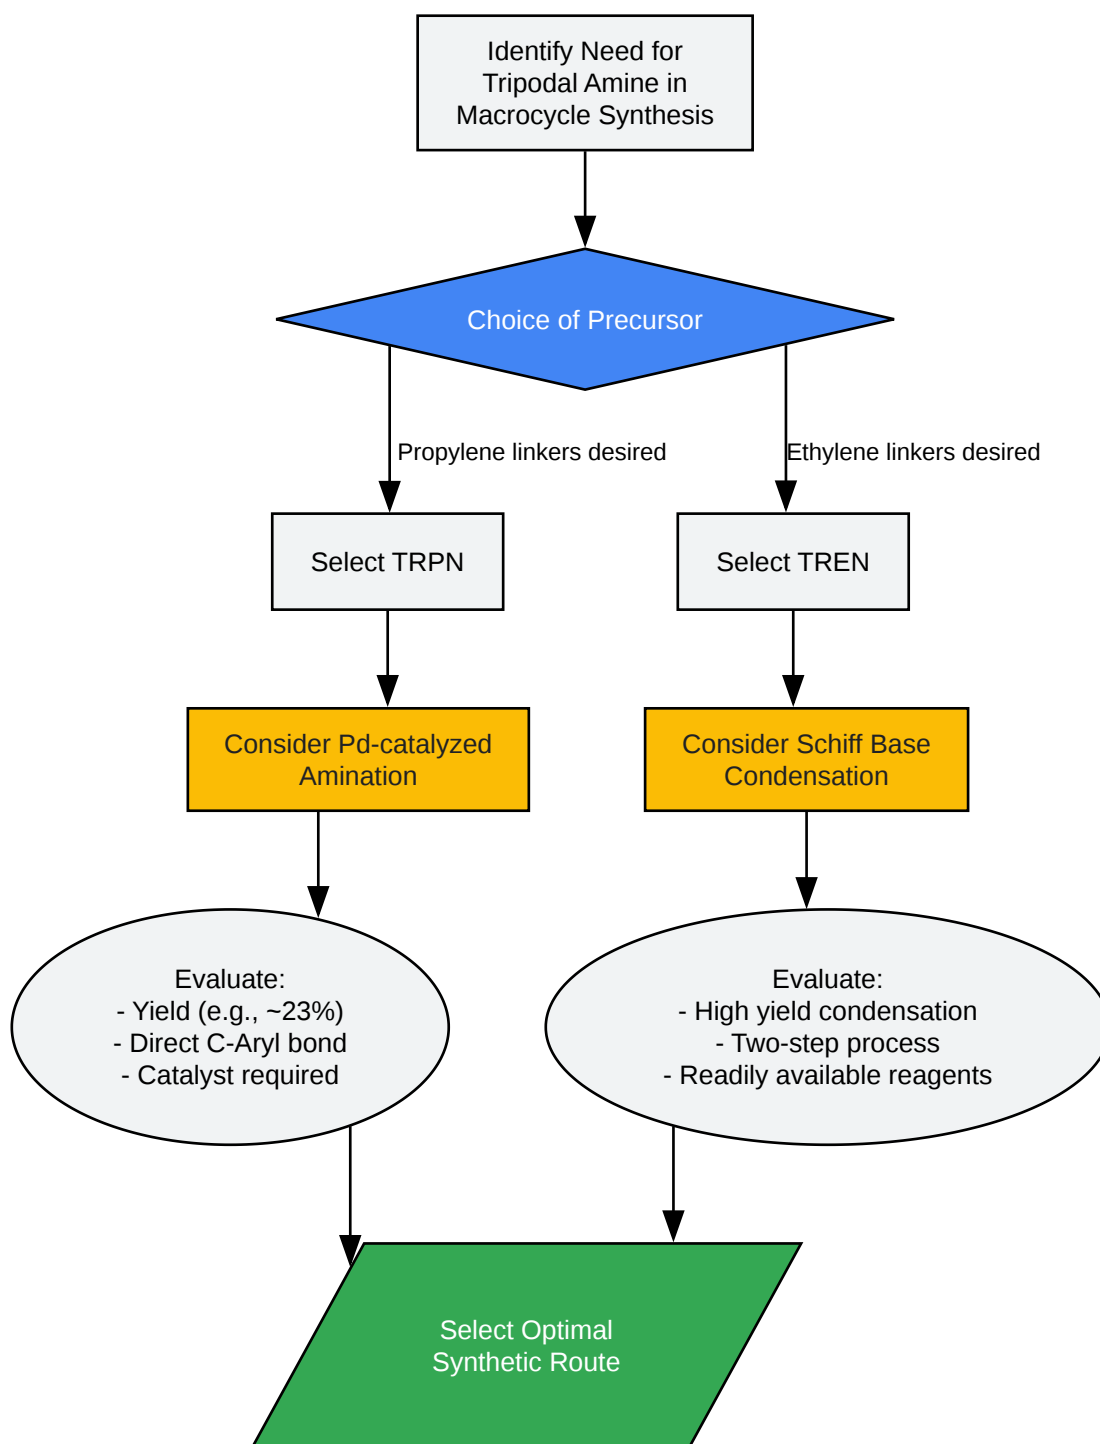 Identify Need for
Tripodal Amine in
Macrocycle Synthesis
Choice of Precursor
Propylene linkers desired
Ethylene linkers desired
Select TRPN
Select TREN
Consider Pd-catalyzed
Amination
Consider Schiff Base
Condensation
Evaluate:
- Yield (e.g., ~23%)
- Direct C-Aryl bond
- Catalyst required
Evaluate:
- High yield condensation
- Two-step process
- Readily available reagents
Select Optimal
Synthetic Route